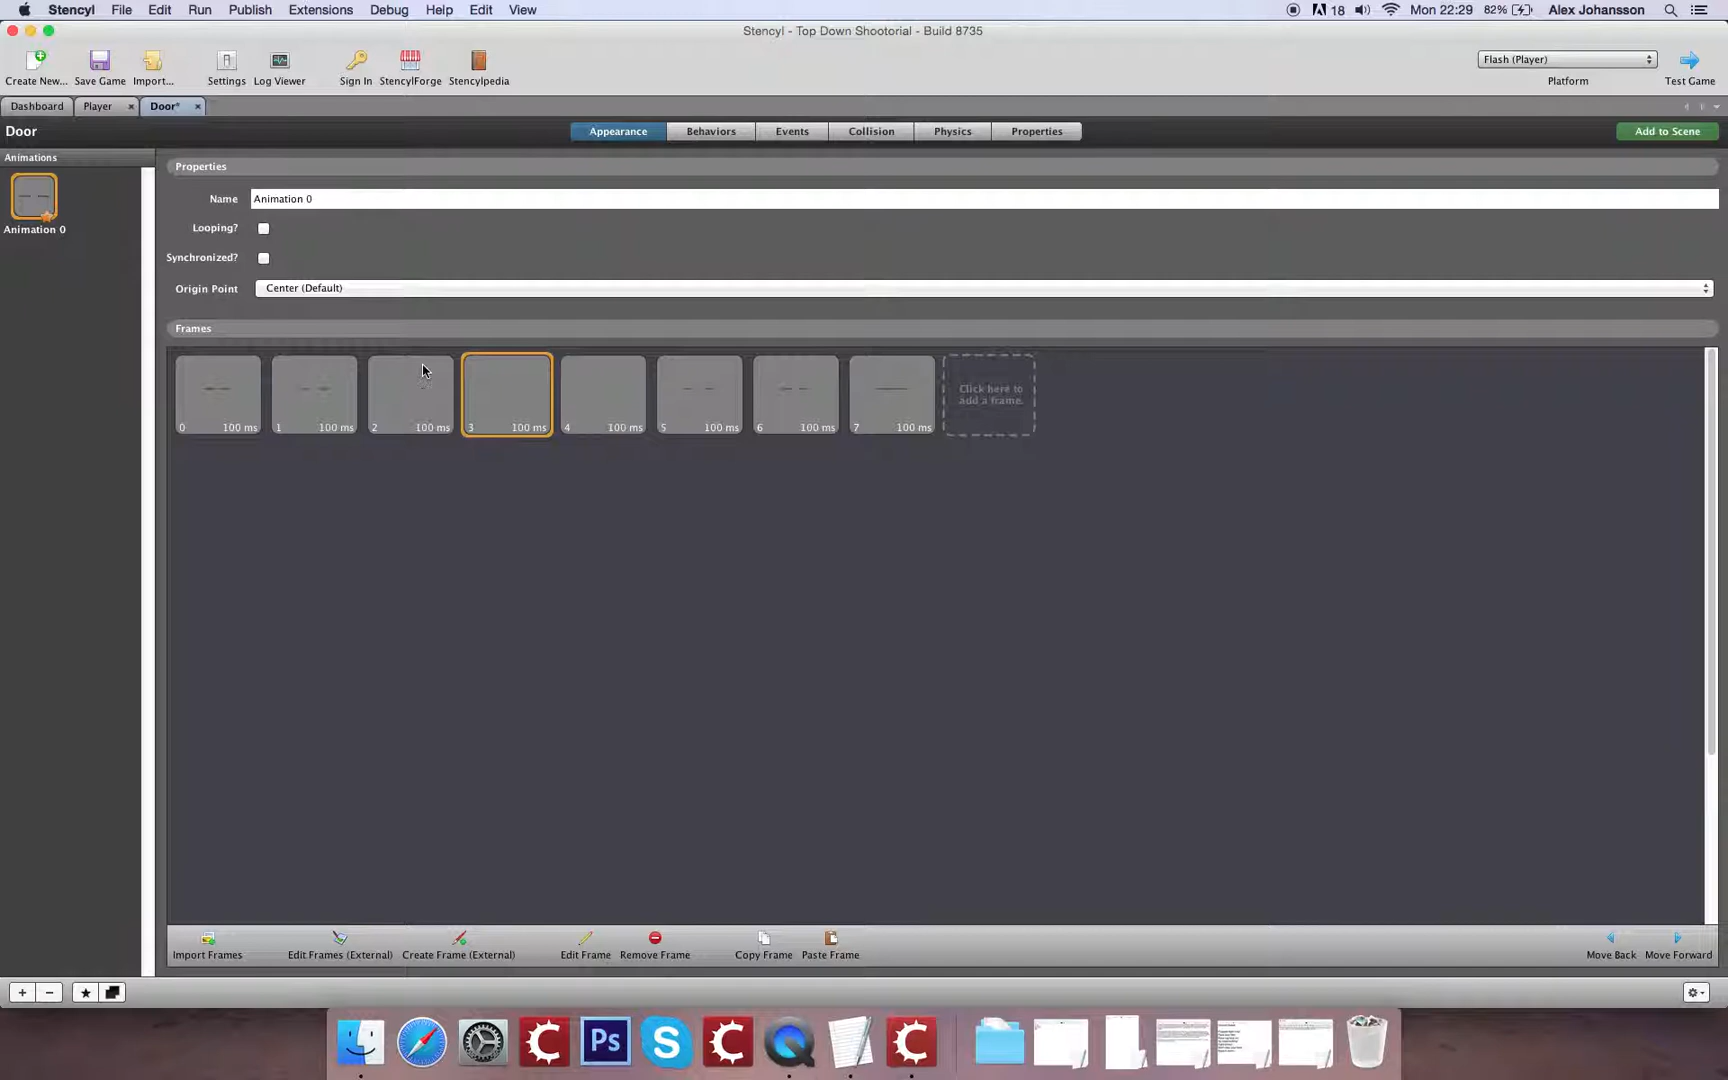 Stencyl File Edit Run Publish Extensions Debug Help Edit View 18 Mon 22:29 82% Alex Johansson
Stencyl - Top Down Shootorial - Build 8735
Create New... Save Game Import... Settings Log Viewer Sign In StencylForge Stencylpedia Flash (Player) Platform Test Game
Dashboard Player × Door* ×
Door Appearance Behaviors Events Collision Physics Properties Add to Scene
Animations
Animation 0
Properties
Name Animation 0
Looping?
Synchronized?
Origin Point Center (Default)
Frames
Click here to
add a frame.
0 100 ms 1 100 ms 2 100 ms 3 100 ms 4 100 ms 5 100 ms 6 100 ms 7 100 ms
Import Frames Edit Frames (External) Create Frame (External) Edit Frame Remove Frame Copy Frame Paste Frame Move Back Move Forward
Ps